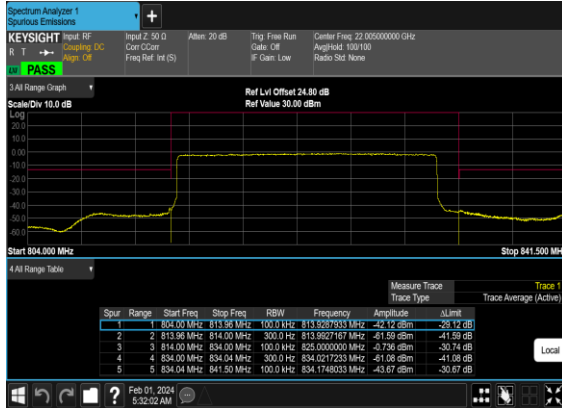 Spectrum Analyzer 1
Spurious Emissions
+
KEYSIGHT Input: RF Input Z: 50 Ω Atten: 20 dB Trig: Free Run Center Freq: 22.005000000 GHz
R T Coupling: DC Corr CCorr Gate: Off Avg|Hold: 100/100
Align: Off Freq Ref: Int (S) IF Gain: Low Radio Std: None
PASS
3 All Range Graph
Ref Lvl Offset 24.80 dB
Scale/Div 10.0 dB Ref Value 30.00 dBm
Log
20.0
10.0
0.00
-10.0
-20.0
-30.0
-40.0
-50.0
-60.0
Start 804.000 MHz Stop 841.500 MH
4 All Range Table
Measure Trace Trace 1
Trace Type Trace Average (Active)
Spur Range Start Freq Stop Freq RBW Frequency Amplitude ΔLimit
1 1 804.00 MHz 813.96 MHz 100.0 kHz 813.9287933 MHz -42.12 dBm -29.12 dB
2 2 813.96 MHz 814.00 MHz 300.0 Hz 813.9927167 MHz -61.59 dBm -41.59 dB
3 3 814.00 MHz 834.00 MHz 100.0 kHz 825.0000000 MHz -0.736 dBm -30.74 dB
4 4 834.00 MHz 834.04 MHz 300.0 Hz 834.0217233 MHz -61.08 dBm -41.08 dB
5 5 834.04 MHz 841.50 MHz 100.0 kHz 834.1748033 MHz -43.67 dBm -30.67 dB
Local
? Feb 01, 2024
5:32:02 AM